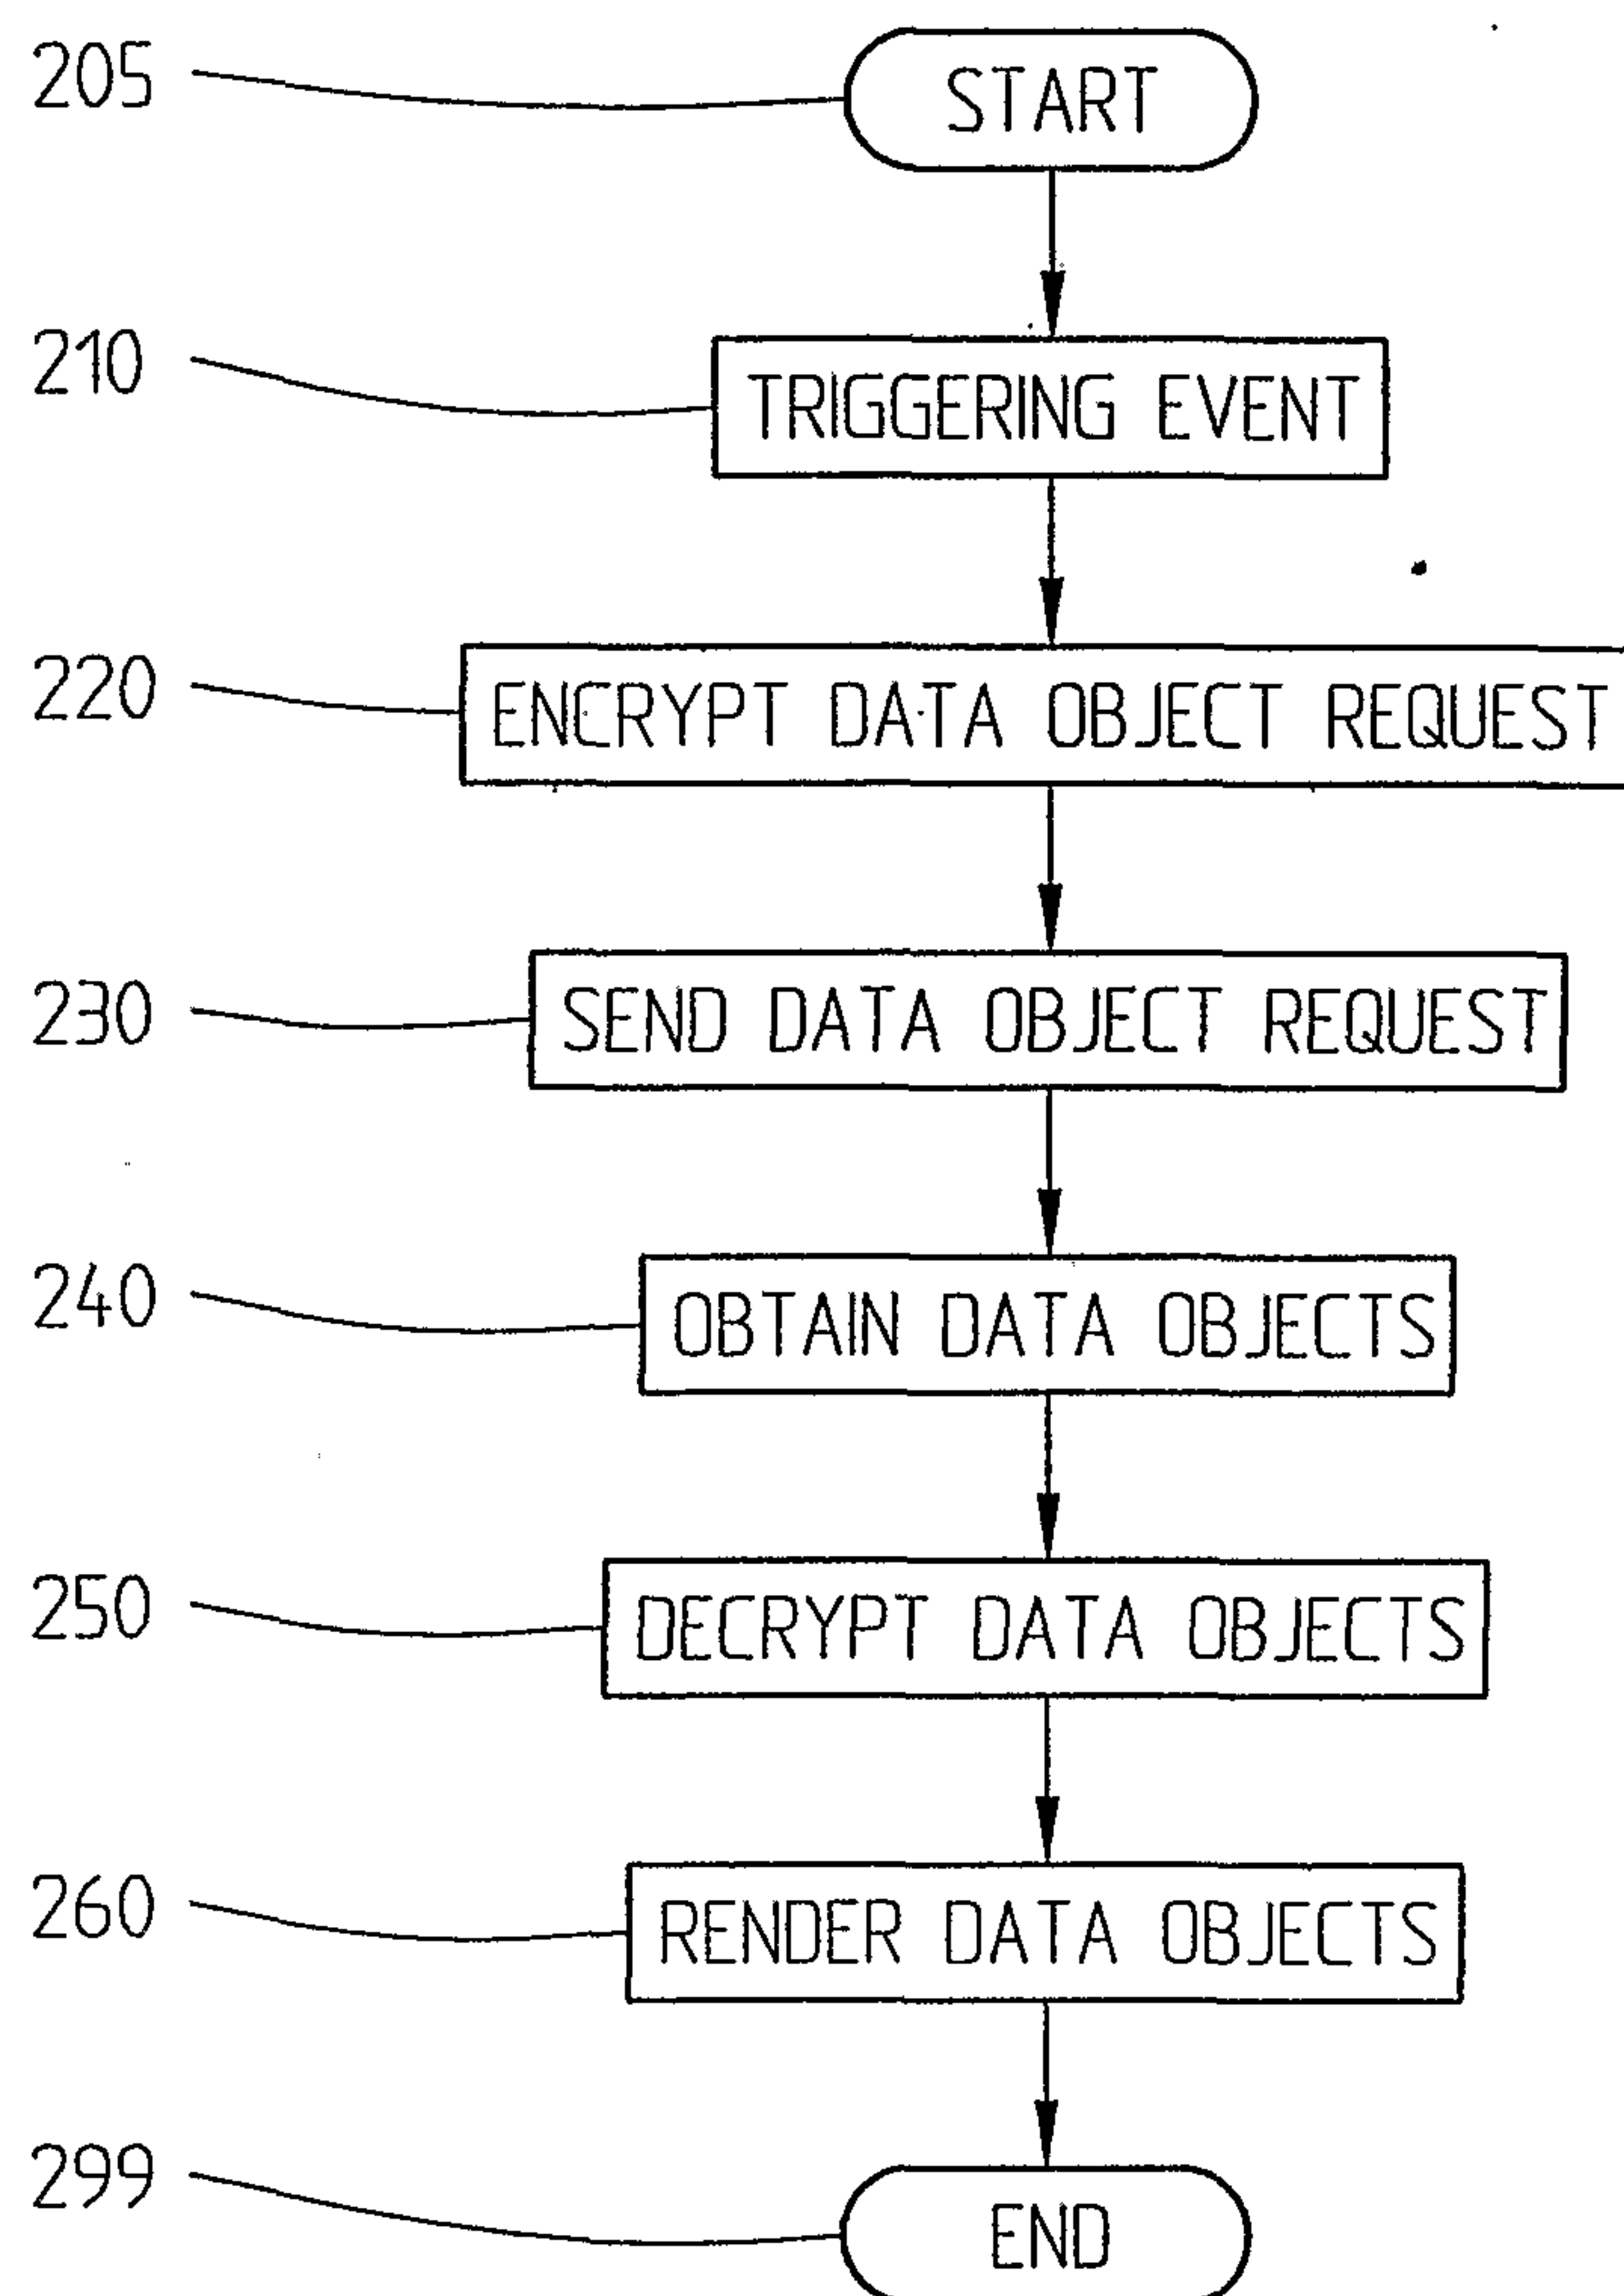 205 START
210 TRIGGERING EVENT
220 ENCRYPT DATA OBJECT REQUEST
230 SEND DATA OBJECT REQUEST
240 OBTAIN DATA OBJECTS
250 DECRYPT DATA OBJECTS
260 RENDER DATA OBJECTS
299 END